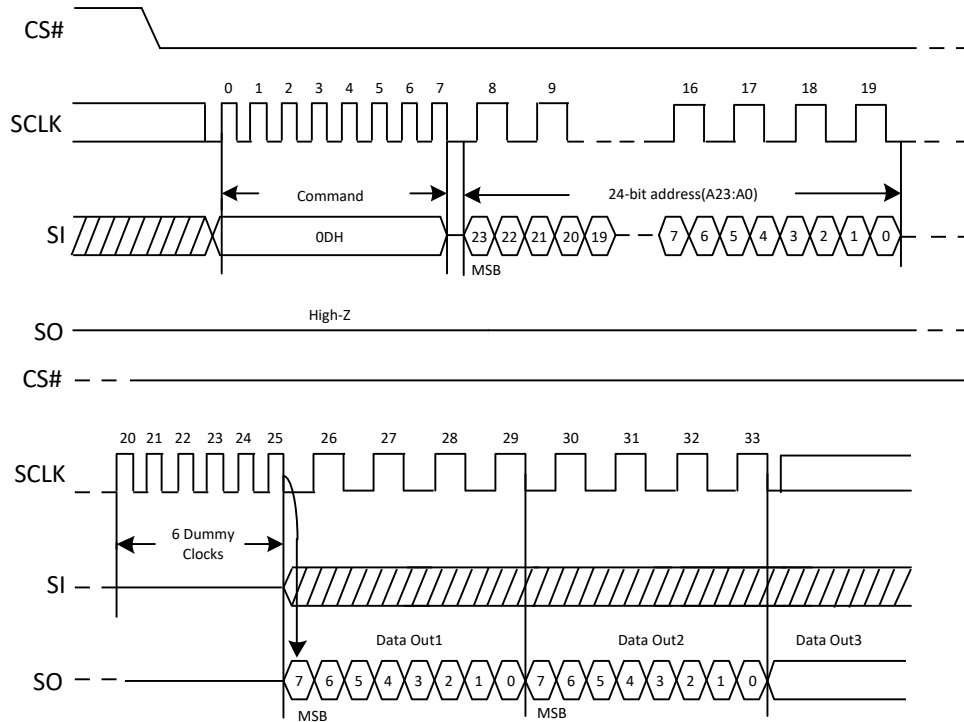 CS#
0 1 2 3 4 5 6 7 8 9 16 17 18 19
SCLK
Command 24-bit address(A23:A0)
SI 0DH 23 22 21 20 19 7 6 5 4 3 2 1 0
MSB
High-Z
SO
CS#
20 21 22 23 24 25 26 27 28 29 30 31 32 33
SCLK
6 Dummy
Clocks
SI
Data Out1 Data Out2 Data Out3
SO 7 6 5 4 3 2 1 0 7 6 5 4 3 2 1 0
MSB MSB